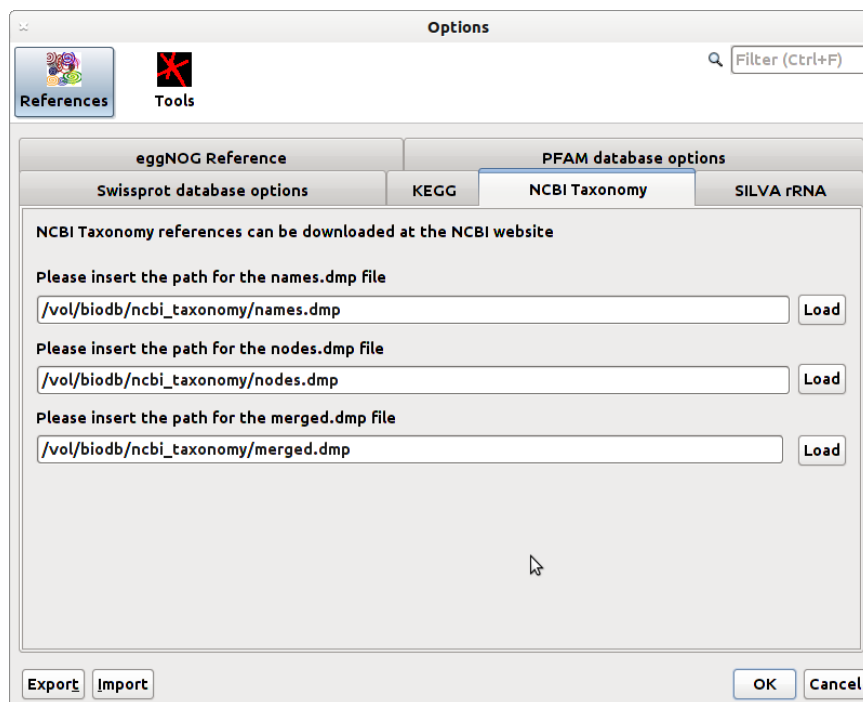 Options
References
Tools
Filter (Ctrl+F)
eggNOG Reference
PFAM database options
Swissprot database options
KEGG
NCBI Taxonomy
SILVA rRNA
NCBI Taxonomy references can be downloaded at the NCBI website
Please insert the path for the names.dmp file
/vol/biodb/ncbi_taxonomy/names.dmp
Load
Please insert the path for the nodes.dmp file
/vol/biodb/ncbi_taxonomy/nodes.dmp
Load
Please insert the path for the merged.dmp file
/vol/biodb/ncbi_taxonomy/merged.dmp
Load
Export
Import
OK
Cancel